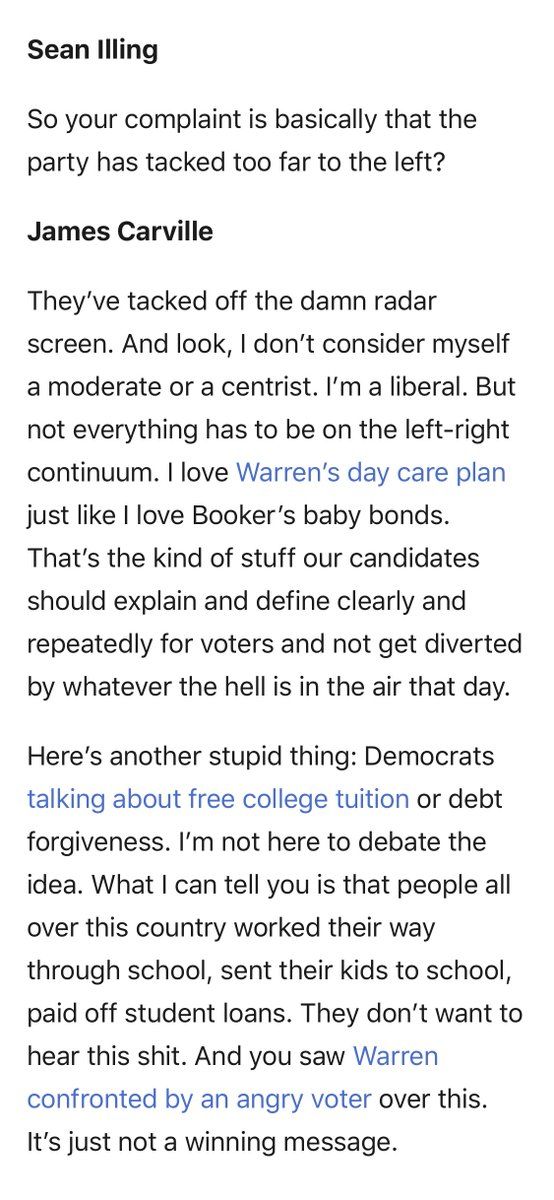 Sean Illing
So your complaint is basically that the
party has tacked too far to the left?
James Carville
They’ve tacked off the damn radar
screen. And look, I don’t consider myself
a moderate or a centrist. I’m a liberal. But
not everything has to be on the left-right
continuum. I love Warren’s day care plan
just like I love Booker’s baby bonds.
That’s the kind of stuff our candidates
should explain and define clearly and
repeatedly for voters and not get diverted
by whatever the hell is in the air that day.
Here’s another stupid thing: Democrats
talking about free college tuition or debt
forgiveness. I’m not here to debate the
idea. What I can tell you is that people all
over this country worked their way
through school, sent their kids to school,
paid off student loans. They don’t want to
hear this shit. And you saw Warren
confronted by an angry voter over this.
It’s just not a winning message.